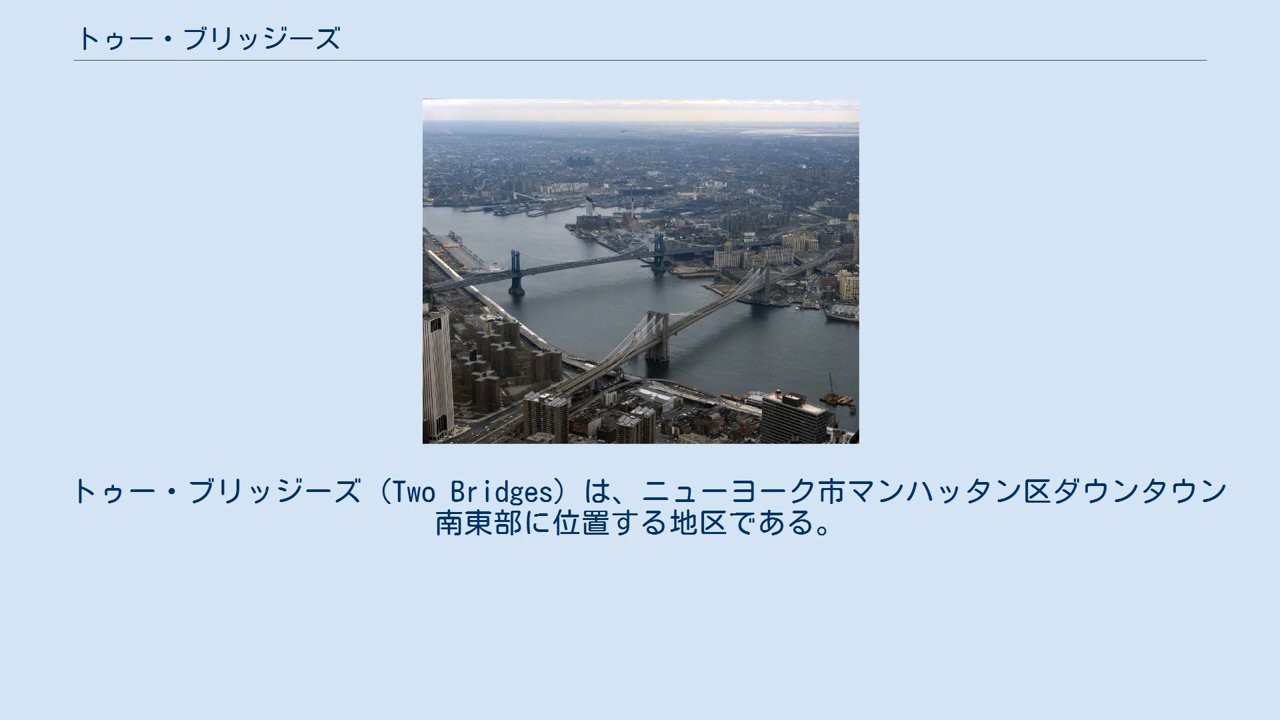 トゥー・ブリッジーズ
トゥー・ブリッジーズ（Two Bridges）は、ニューヨーク市マンハッタン区ダウンタウン
南東部に位置する地区である。